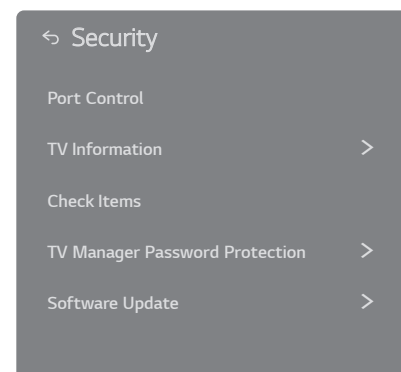 Security
Port Control
TV Information
Check Items
TV Manager Password Protection
Software Update